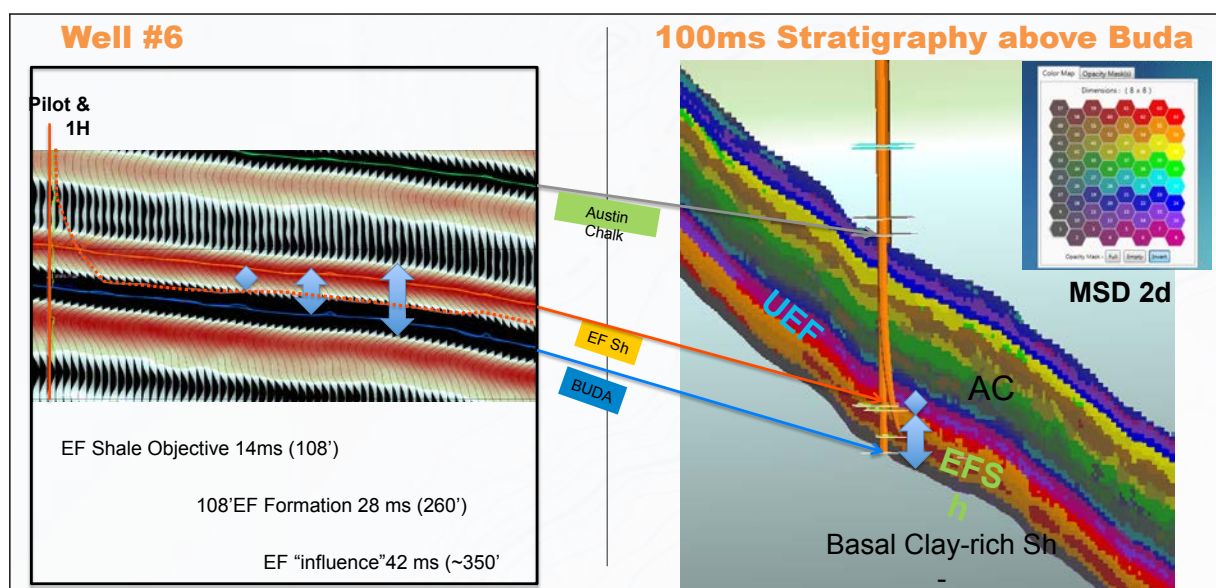 Well #6
100ms Stratigraphy above Buda
Pilot &
1H
Austin
Chalk
EF Sh
BUDA
EF Shale Objective 14ms (108’)
108’EF Formation 28 ms (260’)
EF “influence”42 ms (~350’
UEF
AC
EFS
h
Basal Clay-rich Sh
-
Color Map Opacity Mask(s)
Dimensions : ( 8 x 8 )
Opacity Mask - Full Empty Invert
MSD 2d